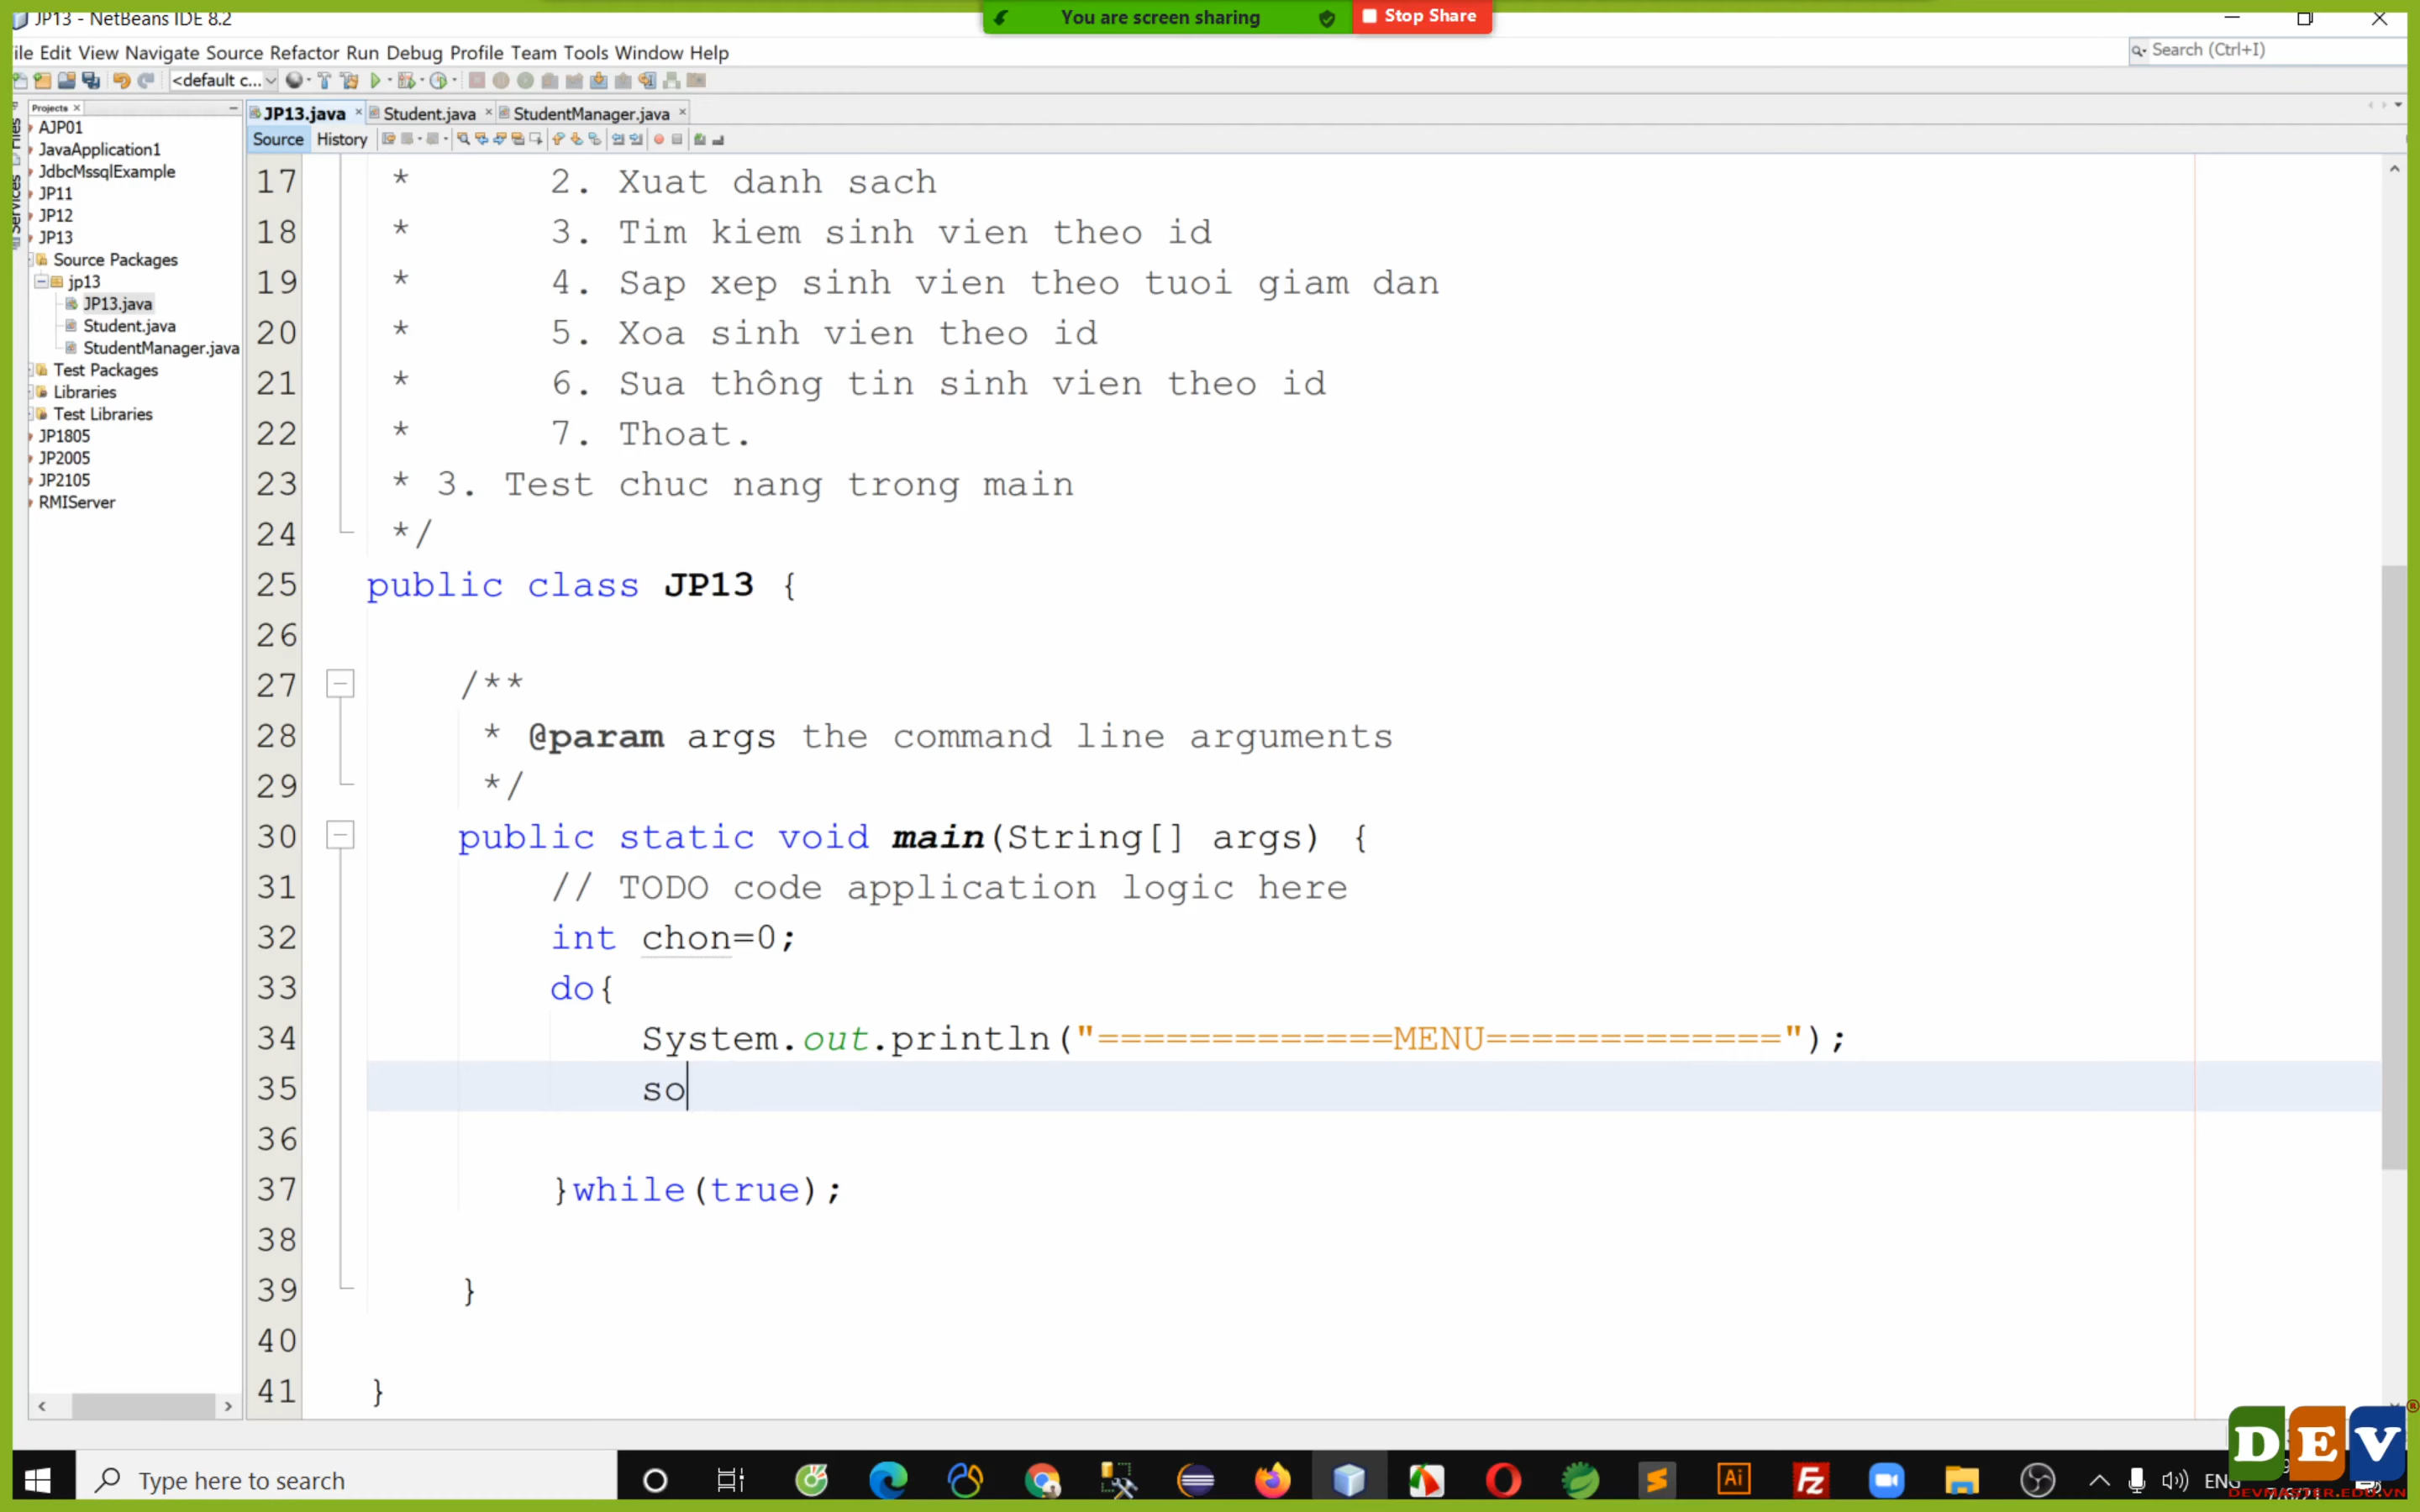 JP13 - NetBeans IDE 8.2
You are screen sharing
Stop Share
ile Edit View Navigate Source Refactor Run Debug Profile Team Tools Window Help
Search (Ctrl+I)
<default c...
Projects
Files
Services
AJP01
JavaApplication1
JdbcMssqlExample
JP11
JP12
JP13
Source Packages
jp13
JP13.java
Student.java
StudentManager.java
Test Packages
Libraries
Test Libraries
JP1805
JP2005
JP2105
RMIServer
JP13.java Student.java StudentManager.java
Source History
17 * 2. Xuat danh sach
18 * 3. Tim kiem sinh vien theo id
19 * 4. Sap xep sinh vien theo tuoi giam dan
20 * 5. Xoa sinh vien theo id
21 * 6. Sua thông tin sinh vien theo id
22 * 7. Thoat.
23 * 3. Test chuc nang trong main
24 */
25 public class JP13 {
26
27 /**
28 * @param args the command line arguments
29 */
30 public static void main(String[] args) {
31 // TODO code application logic here
32 int chon=0;
33 do{
34 System.out.println("=============MENU=============");
35 so
36
37 }while(true);
38
39 }
40
41 }
Type here to search
Ai
Fz
ENG
DEV
®
DEVMASTER.EDU.VN